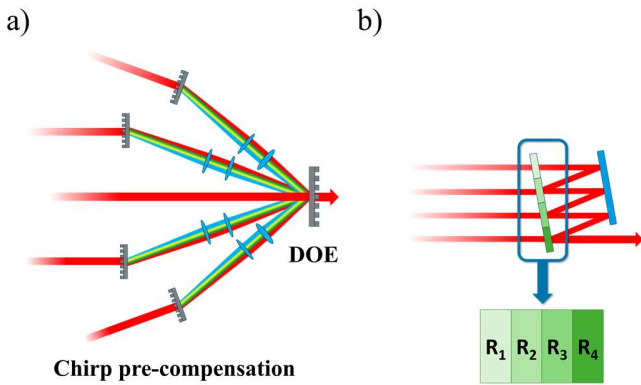 a)
b)
DOE
Chirp pre-compensation
R₁ R₂ R₃ R₄